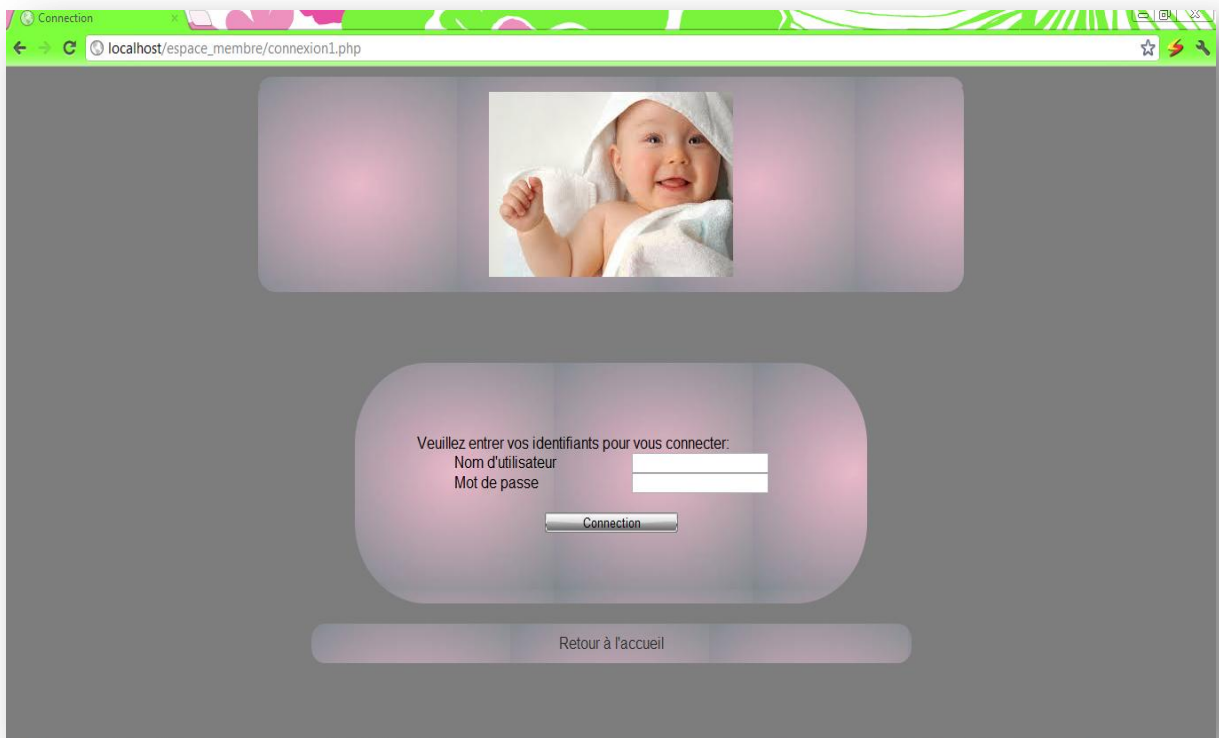 Connection
localhost/espace_membre/connexion1.php
Veuillez entrer vos identifiants pour vous connecter:
Nom d'utilisateur
Mot de passe
Connection
Retour à l'accueil